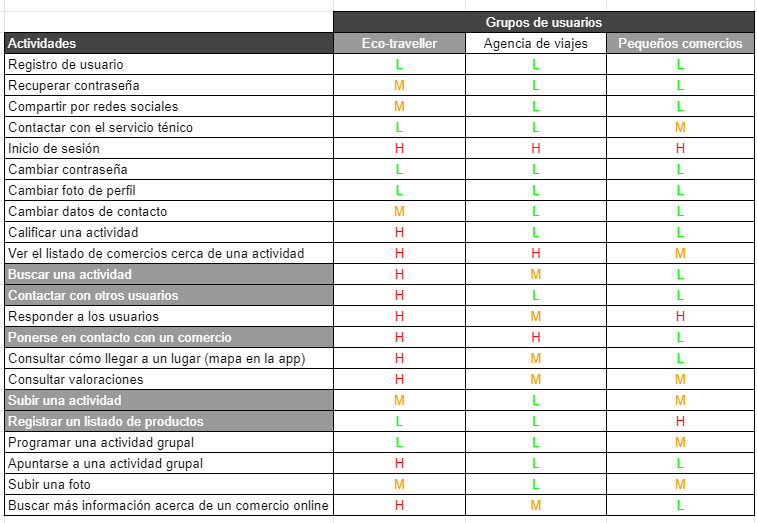 Grupos de usuarios
Actividades Eco-traveller Agencia de viajes Pequeños comercios
Registro de usuario L L L
Recuperar contraseña M L L
Compartir por redes sociales M L L
Contactar con el servicio ténico L L M
Inicio de sesión H H H
Cambiar contraseña L L L
Cambiar foto de perfil L L L
Cambiar datos de contacto M L L
Calificar una actividad H L L
Ver el listado de comercios cerca de una actividad H H M
Buscar una actividad H M L
Contactar con otros usuarios H L L
Responder a los usuarios H M H
Ponerse en contacto con un comercio H H L
Consultar cómo llegar a un lugar (mapa en la app) H M L
Consultar valoraciones H M M
Subir una actividad M L M
Registrar un listado de productos L L H
Programar una actividad grupal L L M
Apuntarse a una actividad grupal H L L
Subir una foto M L M
Buscar más información acerca de un comercio online H M L